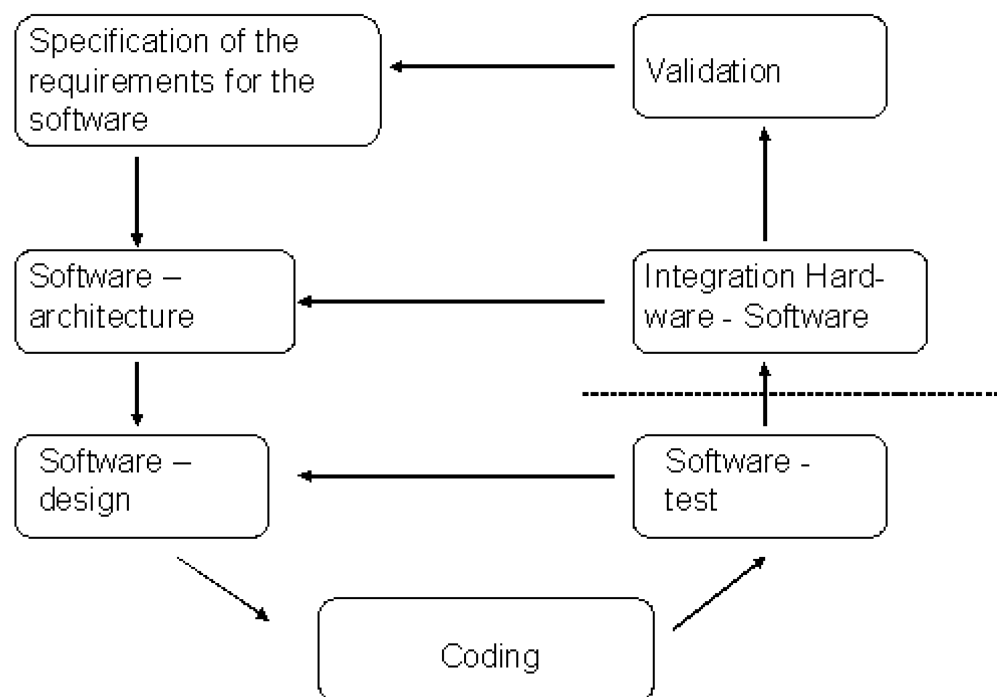 Specification of the
requirements for the
software
Validation
Software –
architecture
Integration Hard-
ware - Software
Software –
design
Software -
test
Coding